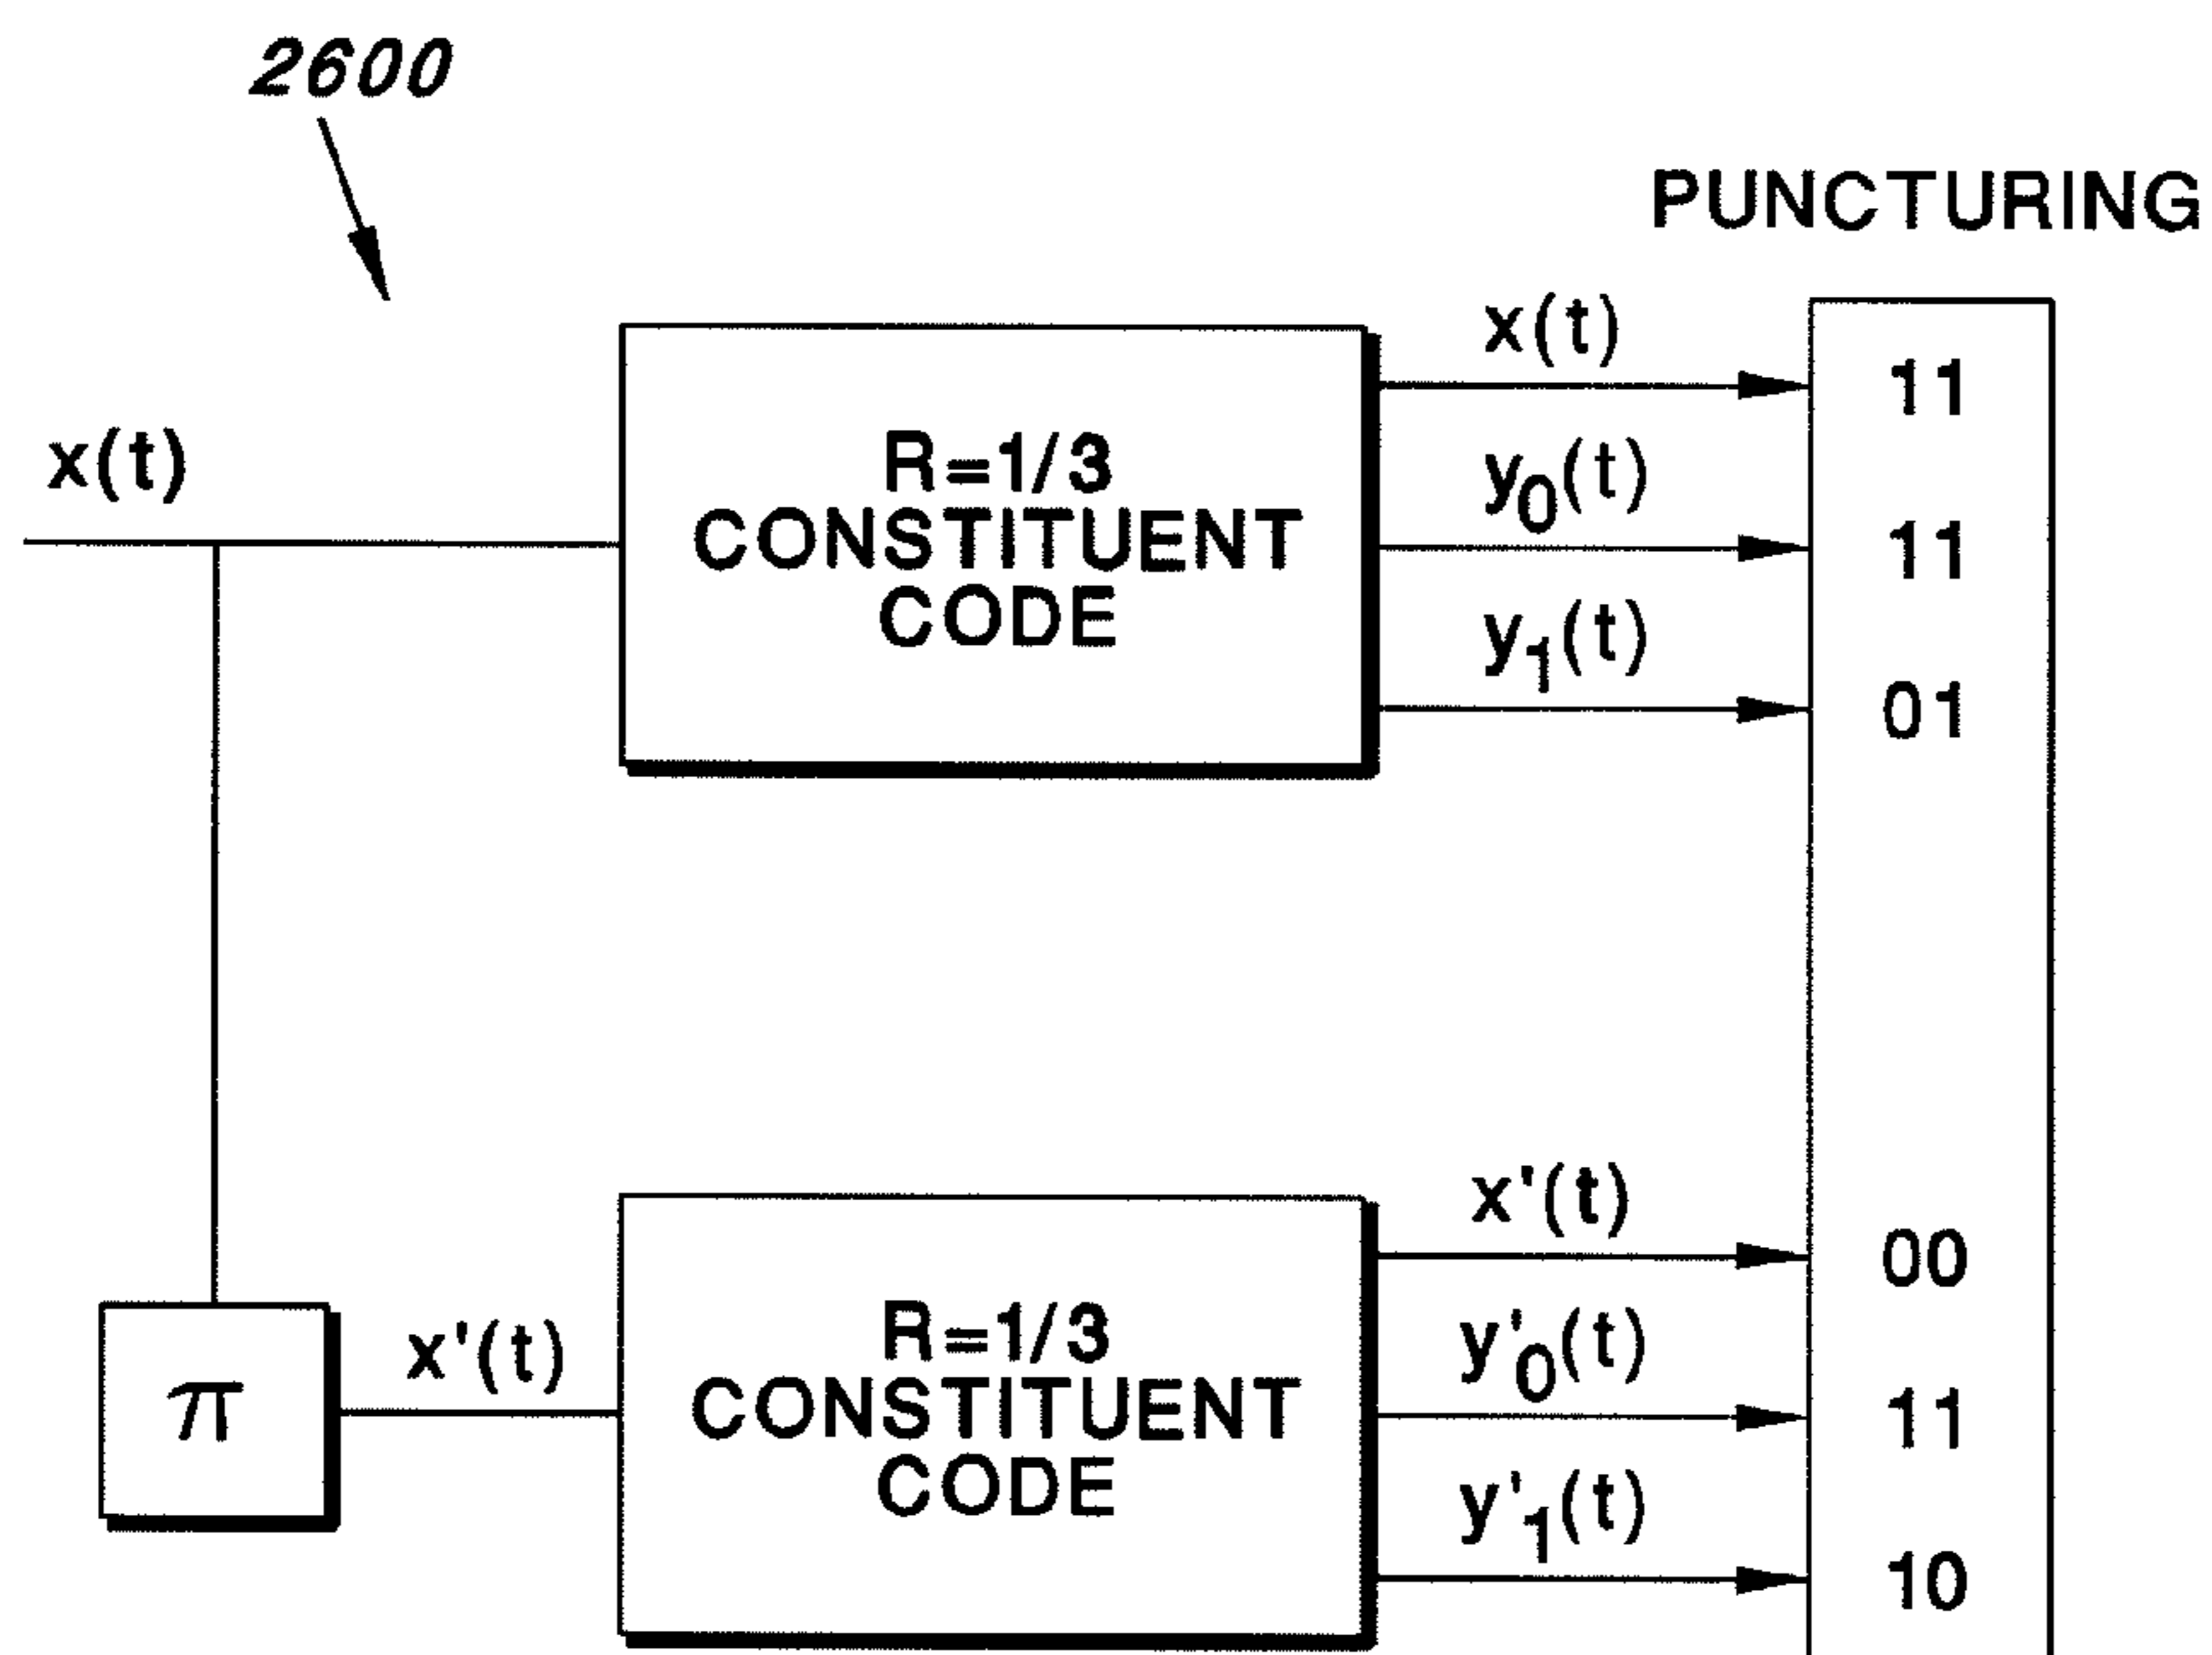 2600
PUNCTURING
x(t)
R=1/3
CONSTITUENT
CODE
x(t)
11
y0(t)
11
y1(t)
01
π
x'(t)
R=1/3
CONSTITUENT
CODE
x'(t)
00
y'0(t)
11
y'1(t)
10